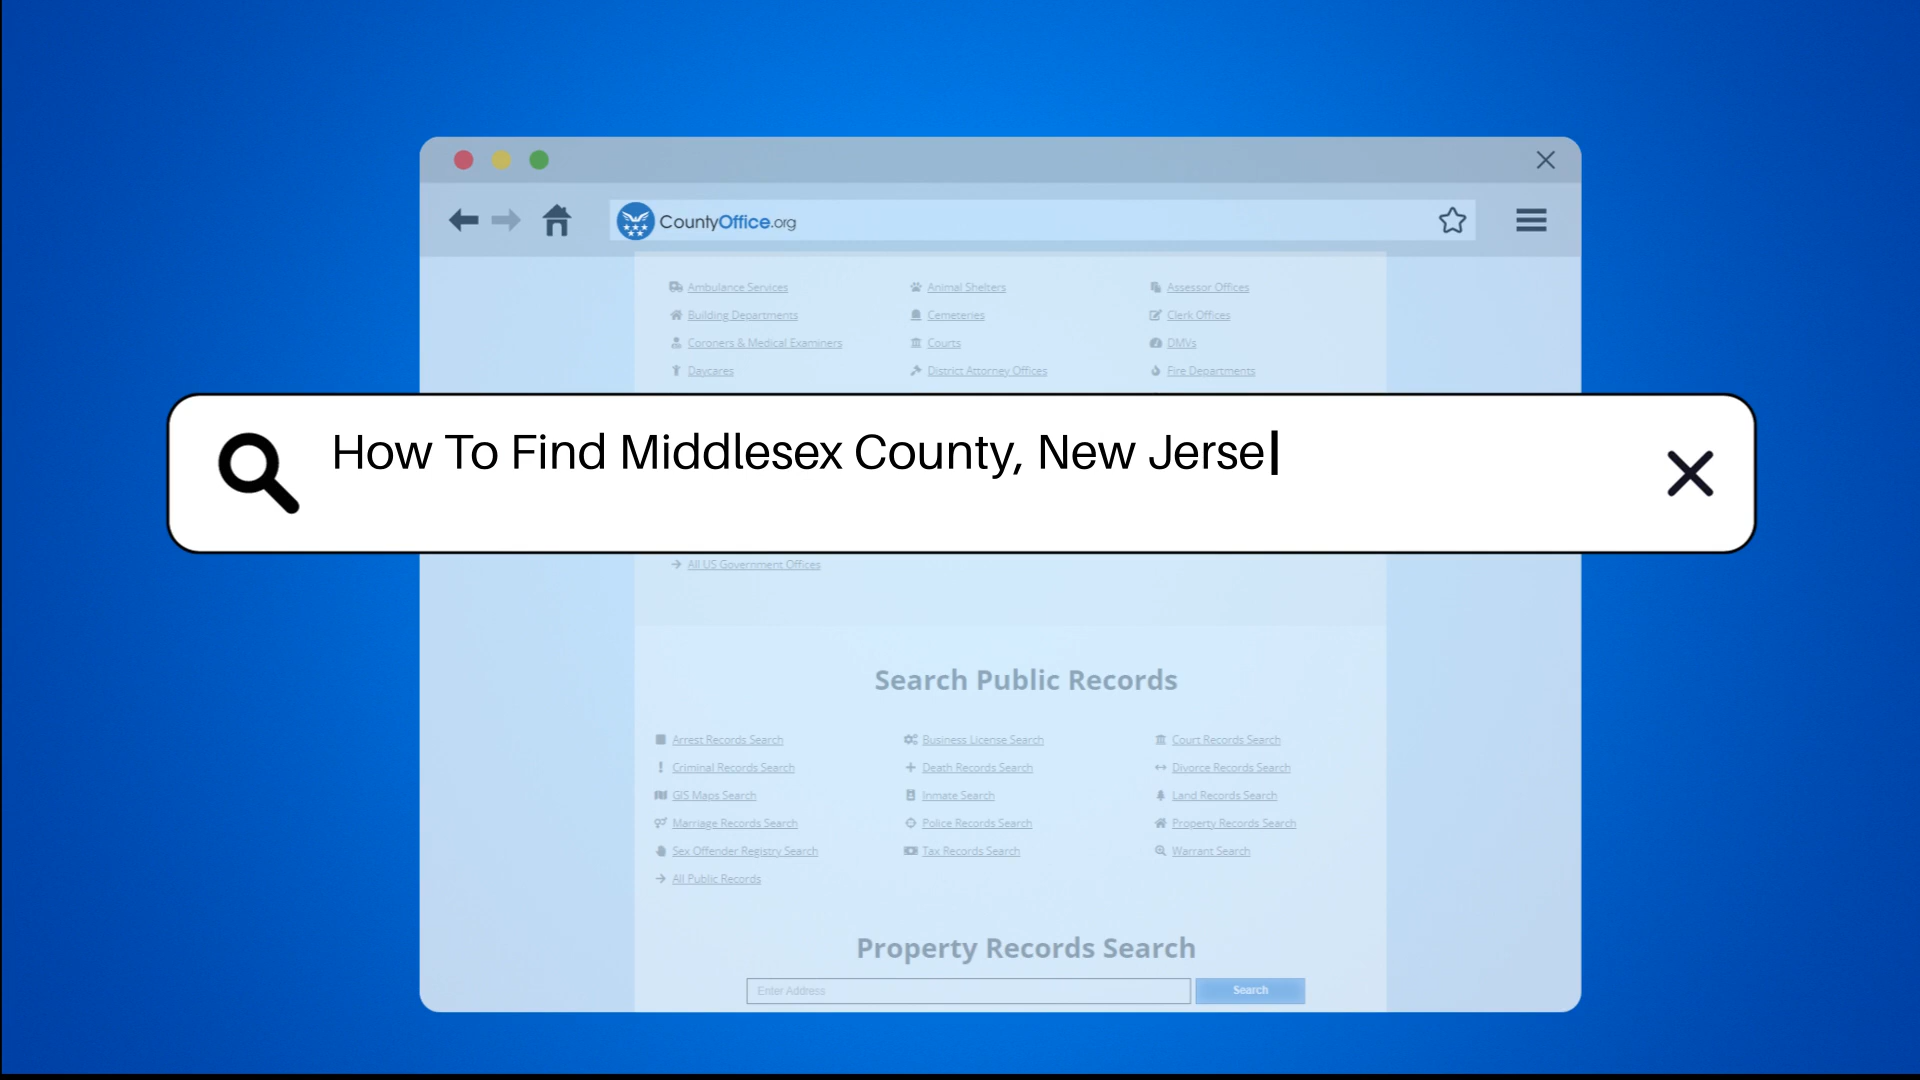 CountyOffice.org
Ambulance Services Animal Shelters Assessor Offices
Building Departments Cemeteries Clerk Offices
Coroners & Medical Examiners Courts DMVs
Daycares District Attorney Offices Fire Departments
How To Find Middlesex County, New Jerse
All US Government Offices
Search Public Records
Arrest Records Search Business License Search Court Records Search
Criminal Records Search Death Records Search Divorce Records Search
GIS Maps Search Inmate Search Land Records Search
Marriage Records Search Police Records Search Property Records Search
Sex Offender Registry Search Tax Records Search Warrant Search
All Public Records
Property Records Search
Enter Address Search